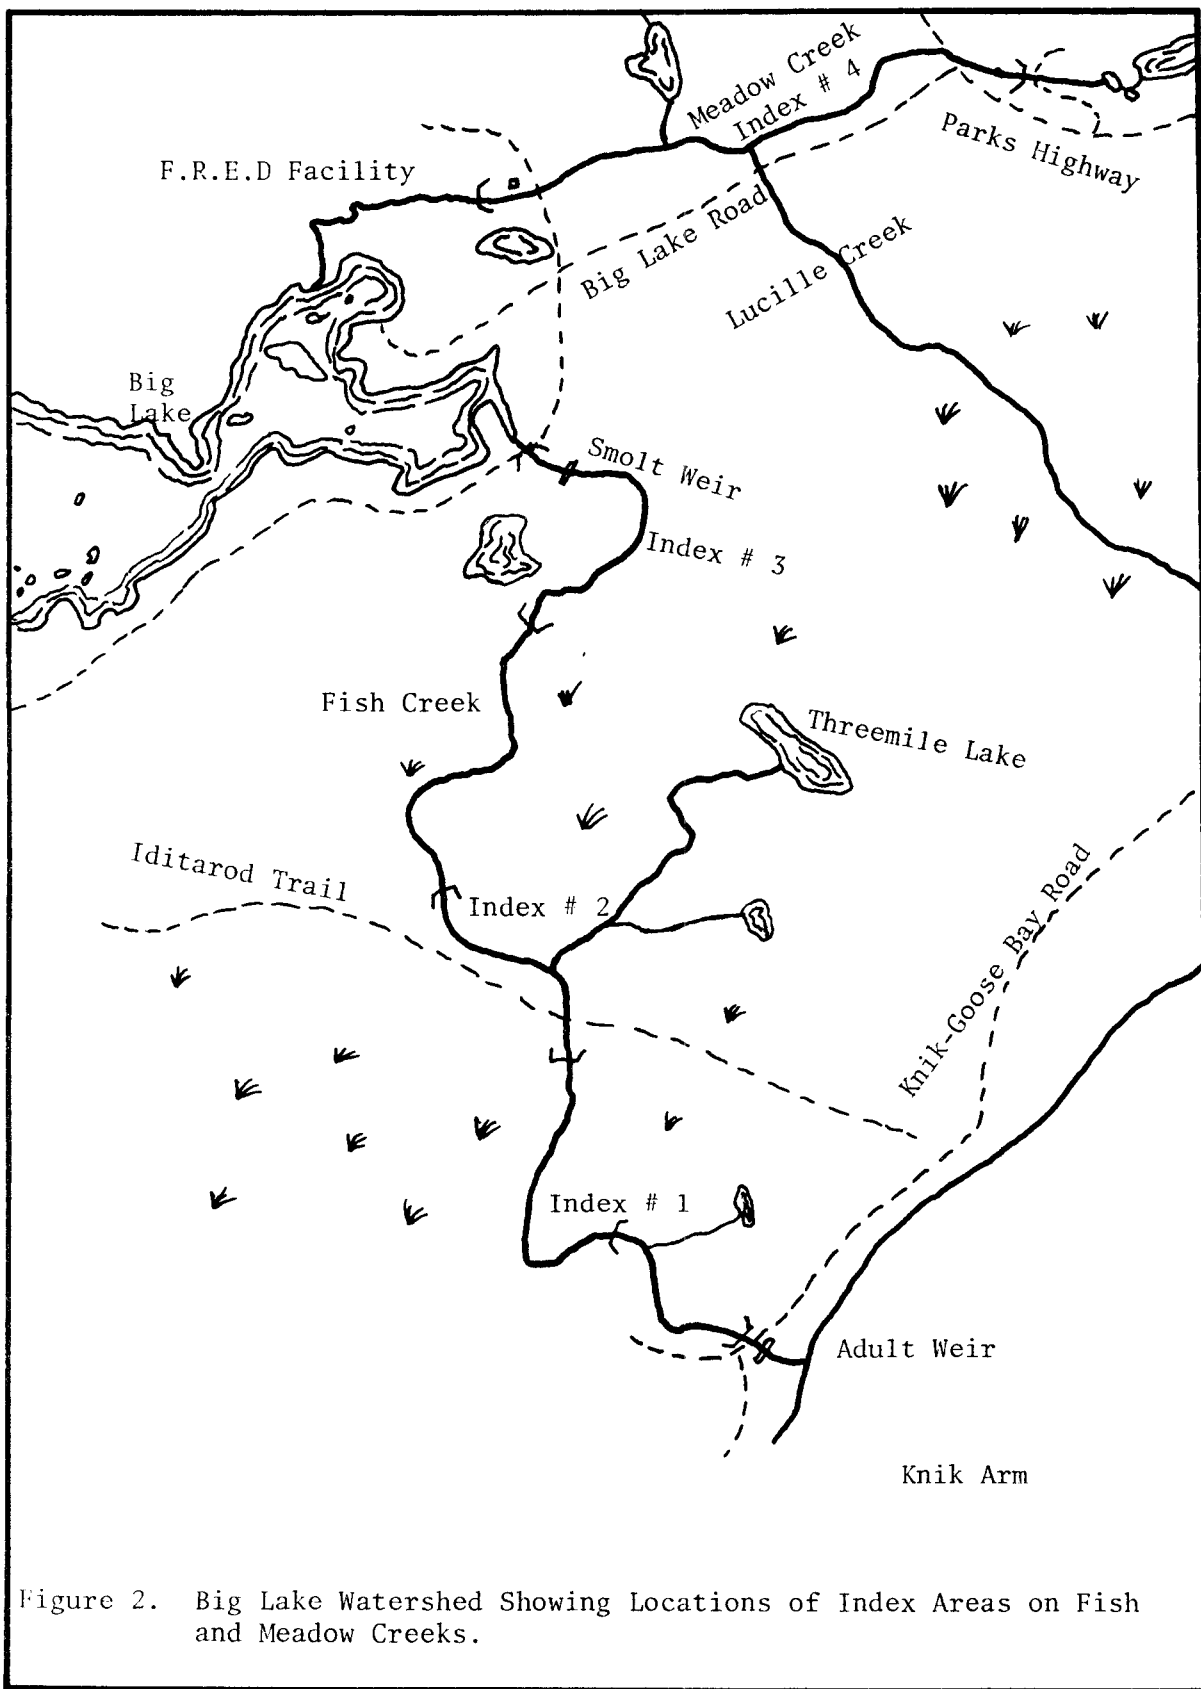 Meadow Creek
Index # 4
Parks Highway
F.R.E.D Facility
Big Lake Road
Lucille Creek
Big
Lake
Smolt Weir
Index # 3
Fish Creek
Threemile Lake
Iditarod Trail
Index # 2
Knik-Goose Bay Road
Index # 1
Adult Weir
Knik Arm
Figure 2. Big Lake Watershed Showing Locations of Index Areas on Fish
and Meadow Creeks.